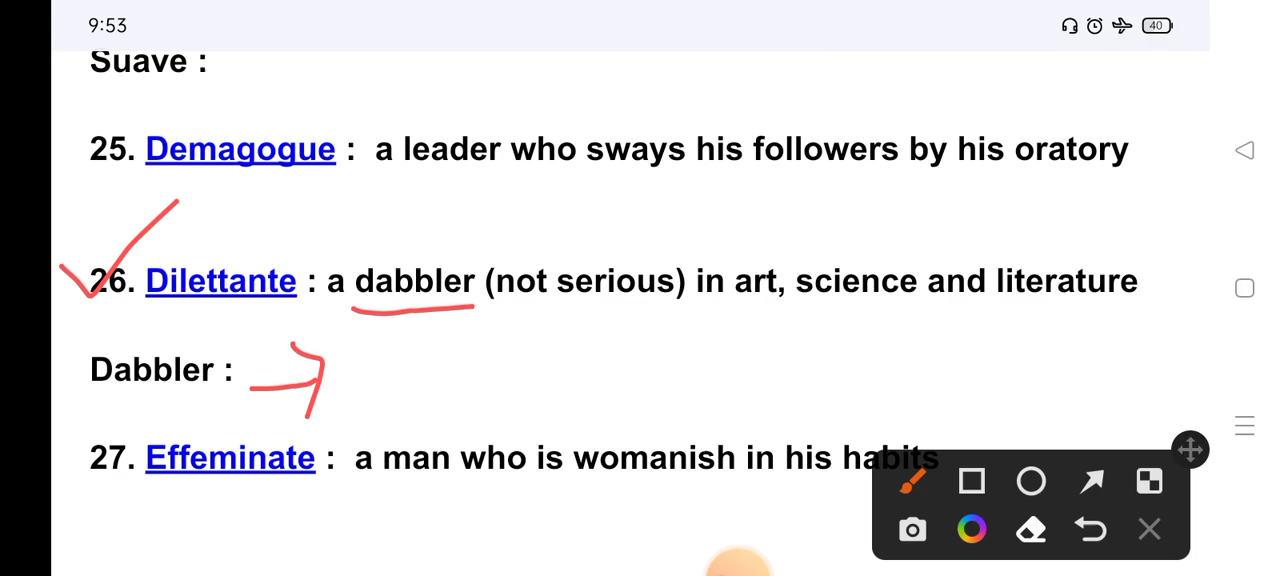 9:53
40
Suave :
25. Demagogue : a leader who sways his followers by his oratory
26. Dilettante : a dabbler (not serious) in art, science and literature
Dabbler :
27. Effeminate : a man who is womanish in his habits